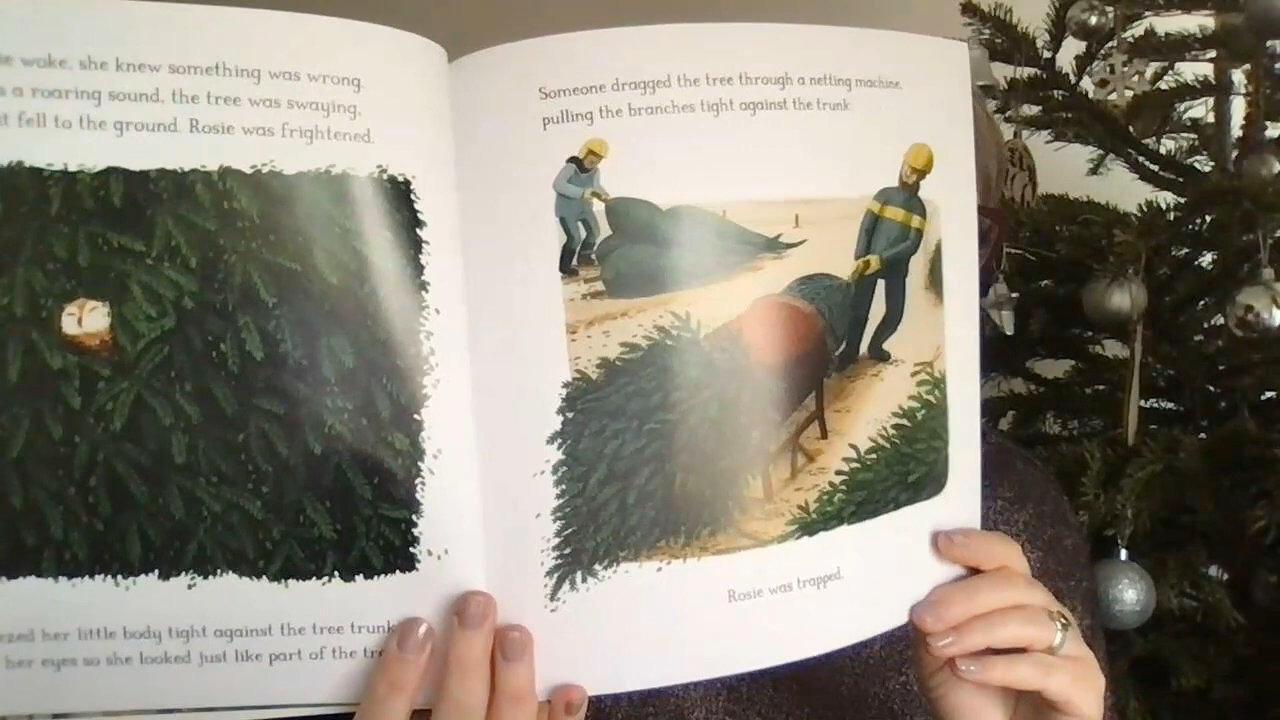 woke, she knew something was wrong.
a roaring sound, the tree was swaying,
fell to the ground. Rosie was frightened.
her little body tight against the tree trunk
her eyes so she looked just like part of the
Someone dragged the tree through a netting machine,
pulling the branches tight against the trunk
Rosie was trapped.